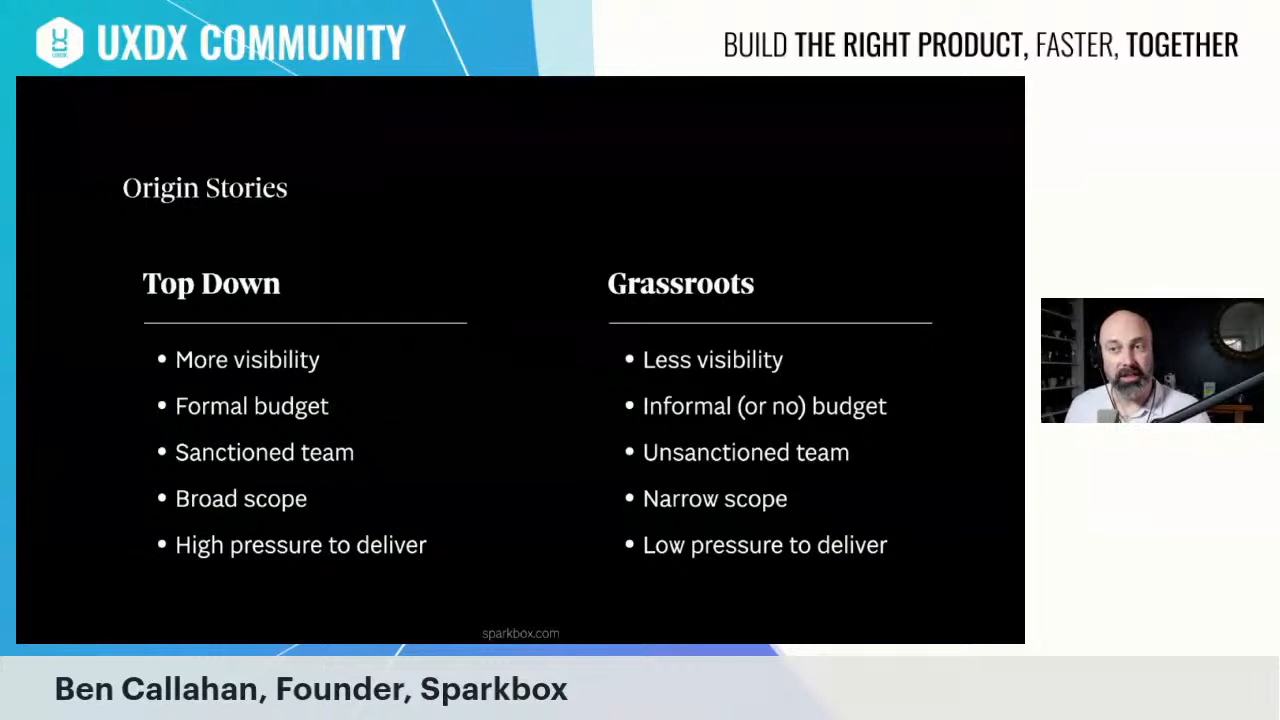 UXDX COMMUNITY
BUILD THE RIGHT PRODUCT, FASTER, TOGETHER
Origin Stories
Top Down
• More visibility
• Formal budget
• Sanctioned team
• Broad scope
• High pressure to deliver
Grassroots
• Less visibility
• Informal (or no) budget
• Unsanctioned team
• Narrow scope
• Low pressure to deliver
sparkbox.com
Ben Callahan, Founder, Sparkbox